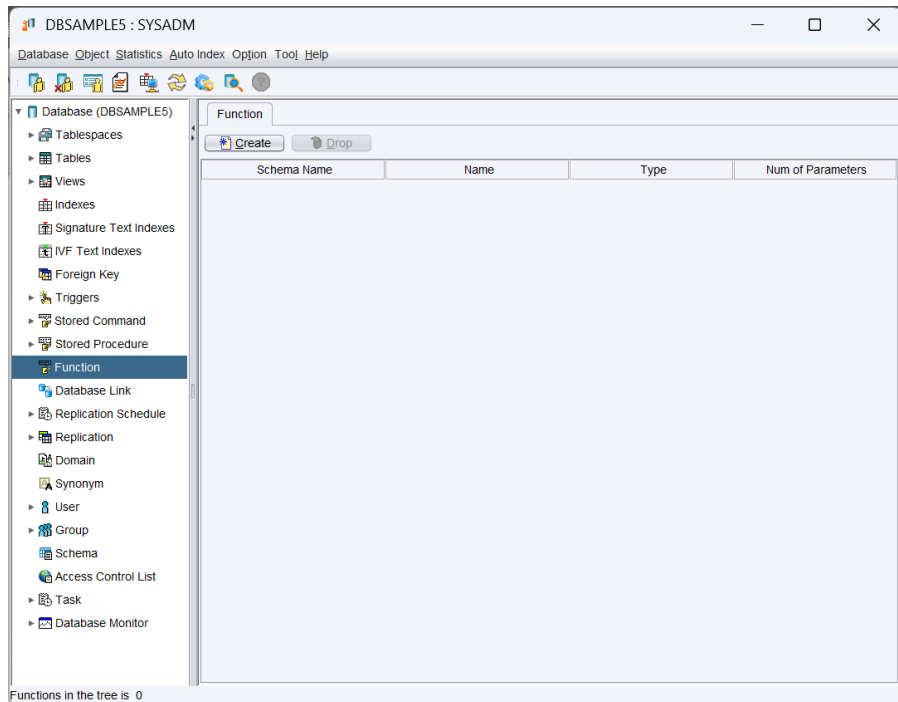 DBSAMPLE5 : SYSADM
Database Object Statistics Auto Index Option Tool Help
Database (DBSAMPLE5)
Tablespaces
Tables
Views
Indexes
Signature Text Indexes
IVF Text Indexes
Foreign Key
Triggers
Stored Command
Stored Procedure
Function
Database Link
Replication Schedule
Replication
Domain
Synonym
User
Group
Schema
Access Control List
Task
Database Monitor
Function
Create Drop
Schema Name Name Type Num of Parameters
Functions in the tree is 0